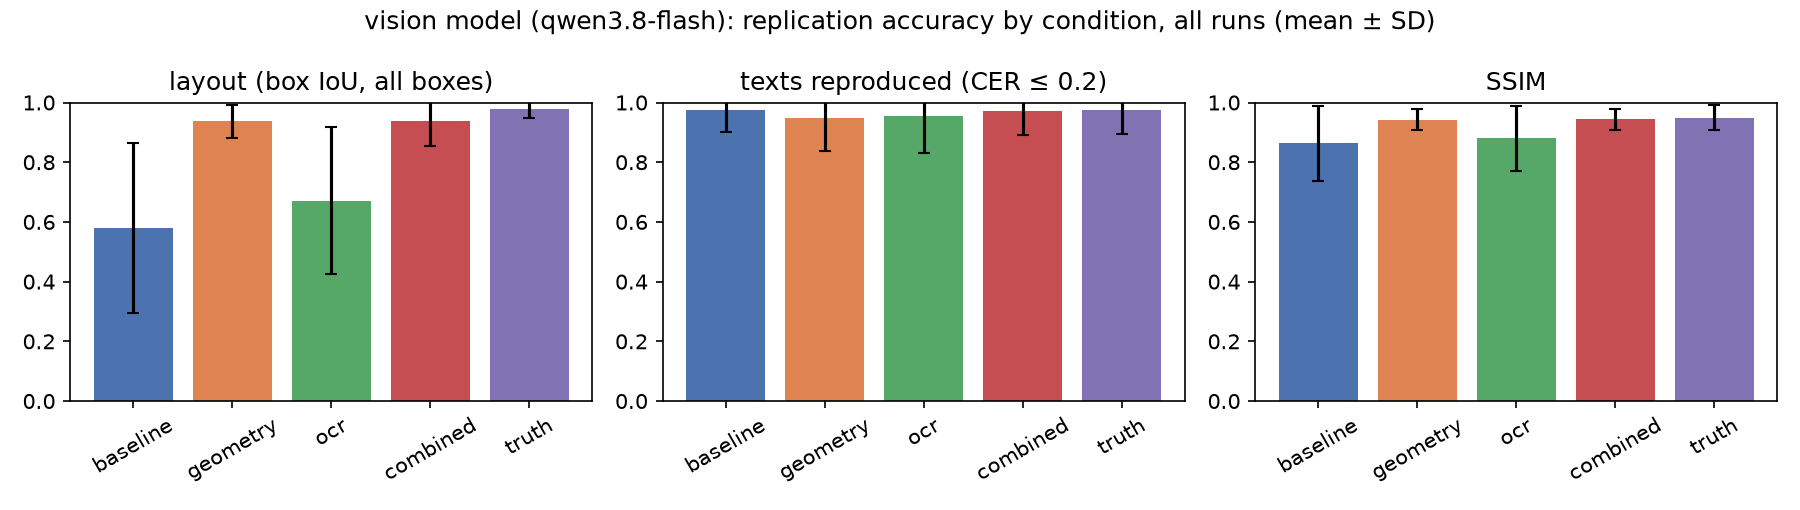 vision model (qwen3.8-flash): replication accuracy by condition, all runs (mean ± SD)
layout (box IoU, all boxes)
1.0
0.8
0.6
0.4
0.2
0.0
baseline
geometry
ocr
combined
truth
texts reproduced (CER ≤ 0.2)
1.0
0.8
0.6
0.4
0.2
0.0
baseline
geometry
ocr
combined
truth
SSIM
1.0
0.8
0.6
0.4
0.2
0.0
baseline
geometry
ocr
combined
truth